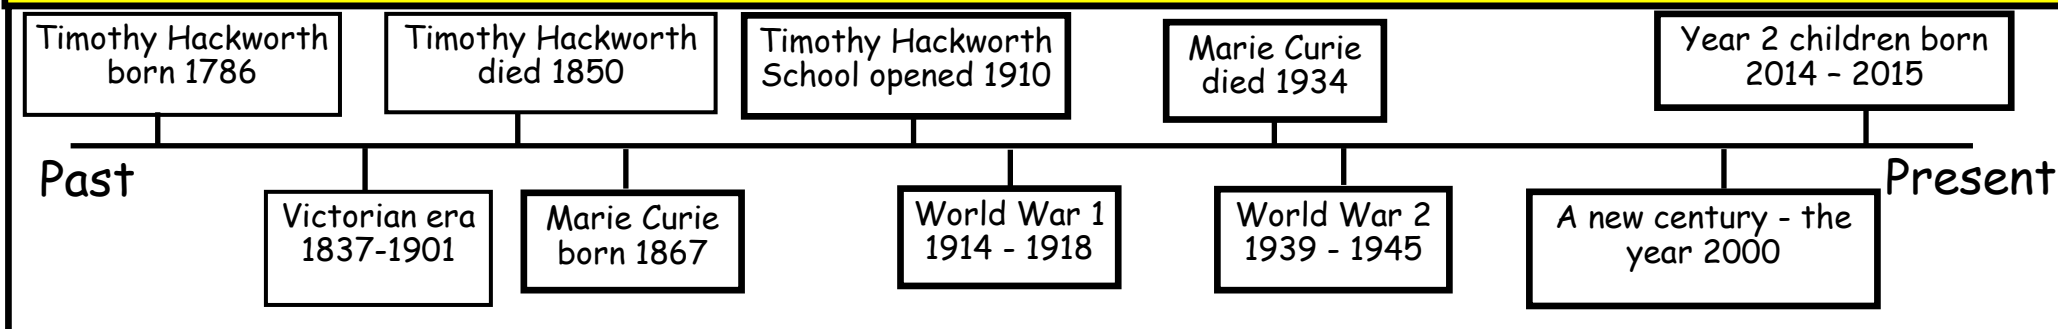 Timothy Hackworth
born 1786
Timothy Hackworth
died 1850
Timothy Hackworth
School opened 1910
Marie Curie
died 1934
Year 2 children born
2014 – 2015
Past
Present
Victorian era
1837-1901
Marie Curie
born 1867
World War 1
1914 - 1918
World War 2
1939 - 1945
A new century - the
year 2000